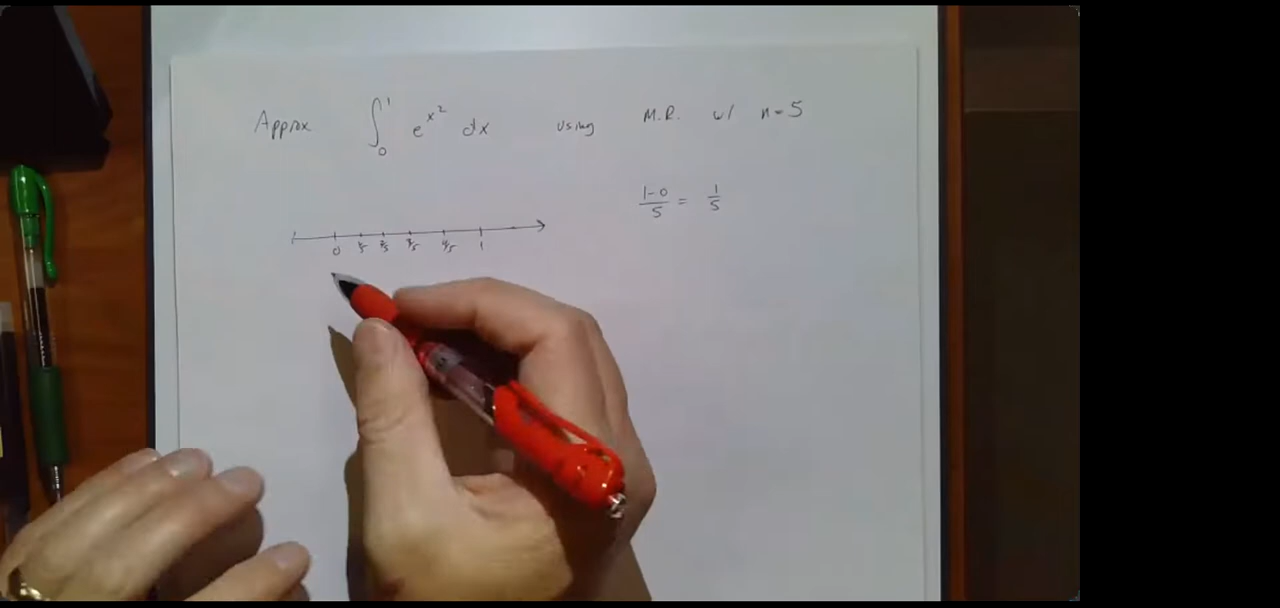 Approx ∫₀¹ e^{x²} dx using M.R. w/ n=5
(1-0)/5 = 1/5
0 1/5 2/5 3/5 4/5 1